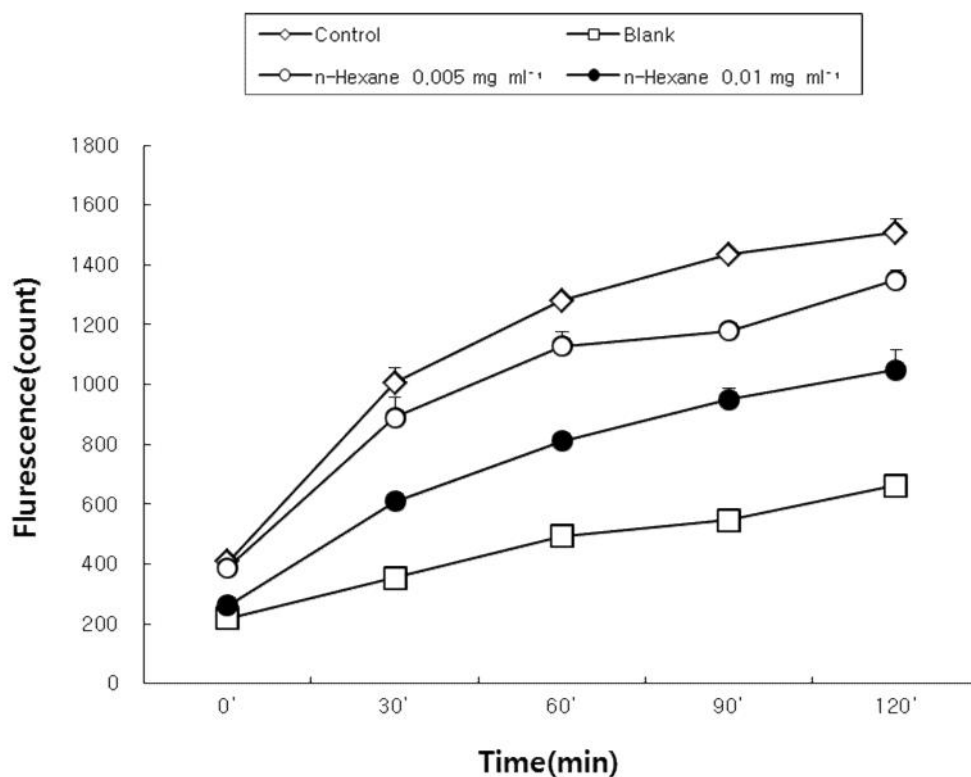 Control Blank
n-Hexane 0.005 mg ml⁻¹ n-Hexane 0.01 mg ml⁻¹
1800
1600
1400
1200
1000
800
600
400
200
0
Flurescence(count)
0' 30' 60' 90' 120'
Time(min)